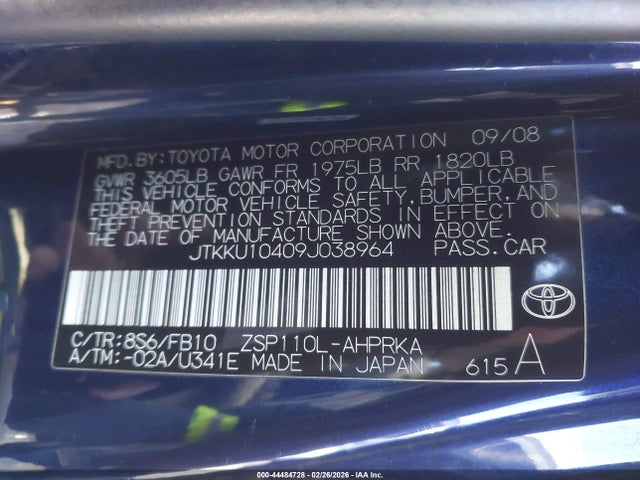 MFD.BY:TOYOTA MOTOR CORPORATION 09/08
GVWR 3605LB GAWR FR 1975LB RR 1820LB
THIS VEHICLE CONFORMS TO ALL APPLICABLE
FEDERAL MOTOR VEHICLE SAFETY,BUMPER,AND
THEFT PREVENTION STANDARDS IN EFFECT ON
THE DATE OF MANUFACTURE SHOWN ABOVE.
JTKKU10409J038964 PASS.CAR
C/TR:8S6/FB10 ZSP110L-AHPRKA
A/TM:-02A/U341E MADE IN JAPAN 615A
000-44484728 - 02/26/2026 - IAA Inc.